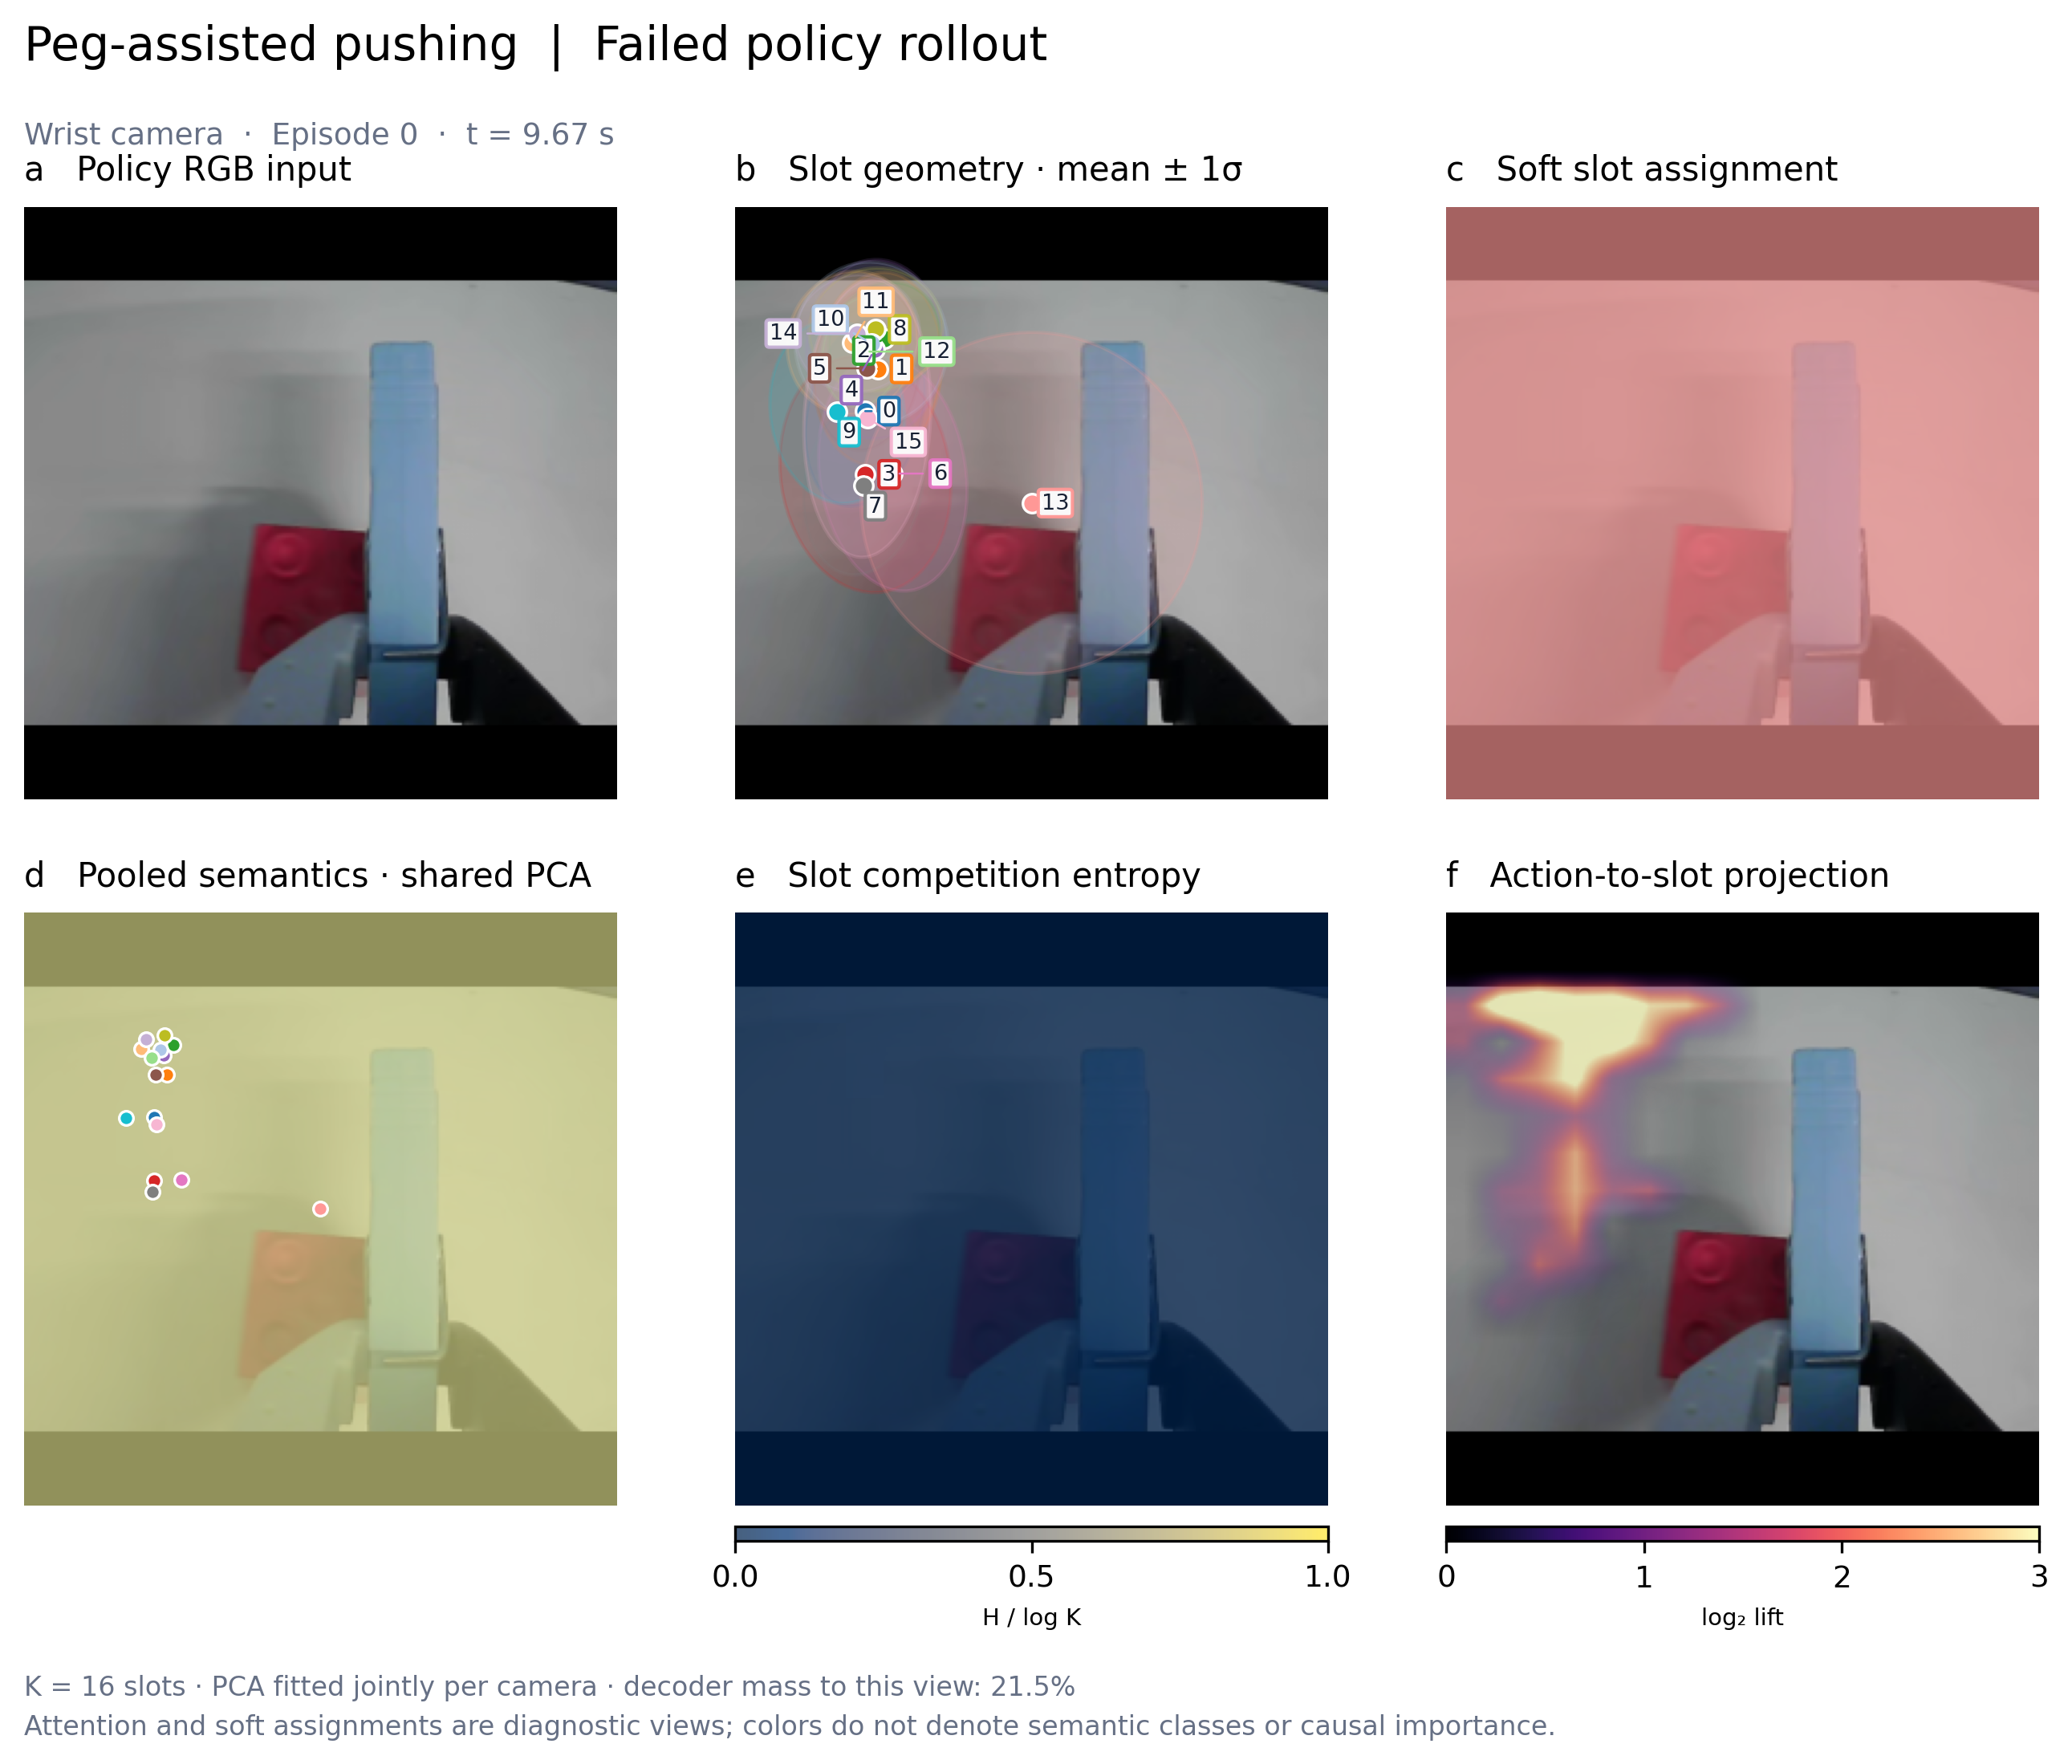 Peg-assisted pushing | Failed policy rollout
Wrist camera · Episode 0 · t = 9.67 s
a Policy RGB input
b Slot geometry · mean ± 1σ
c Soft slot assignment
11
10
8
14
2
12
5
1
4
0
9
15
3
6
7
13
d Pooled semantics · shared PCA
e Slot competition entropy
f Action-to-slot projection
0.0 0.5 1.0
H / log K
0 1 2 3
log₂ lift
K = 16 slots · PCA fitted jointly per camera · decoder mass to this view: 21.5%
Attention and soft assignments are diagnostic views; colors do not denote semantic classes or causal importance.